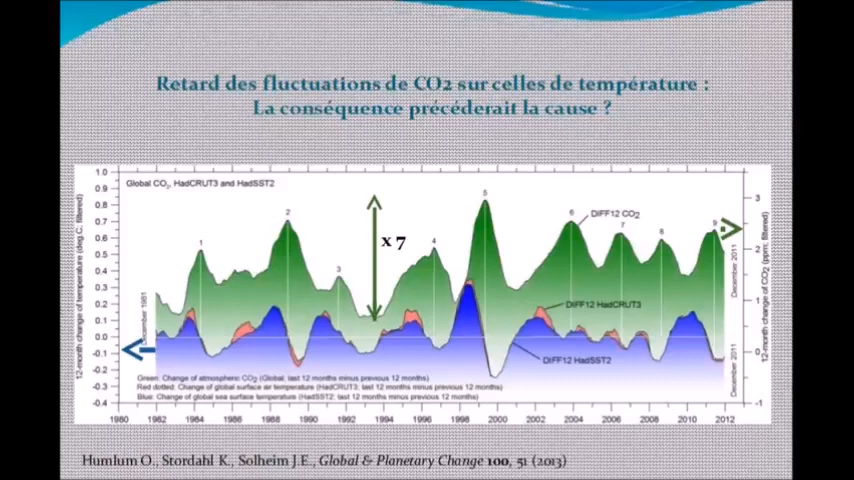 Retard des fluctuations de CO2 sur celles de température :
La conséquence précéderait la cause ?
Global CO2, HadCRUT3 and HadSST2
12-month change of temperature (deg.C. filtered)
1.0
0.9
0.8
0.7
0.6
0.5
0.4
0.3
0.2
0.1
0.0
-0.1
-0.2
-0.3
-0.4
December 1981
1
2
3
4
5
6
7
8
9
x 7
DIFF12 CO2
DIFF12 HadCRUT3
DIFF12 HadSST2
December 2011
December 2011
3
2
1
0
-1
12-month change of CO2 (ppm; filtered)
Green: Change of atmospheric CO2 (Global; last 12 months minus previous 12 months)
Red dotted: Change of global surface air temperature (HadCRUT3; last 12 months minus previous 12 months)
Blue: Change of global sea surface temperature (HadSST2; last 12 months minus previous 12 months)
1980 1982 1984 1986 1988 1990 1992 1994 1996 1998 2000 2002 2004 2006 2008 2010 2012
Humlum O., Stordahl K., Solheim J.E., Global & Planetary Change 100, 51 (2013)